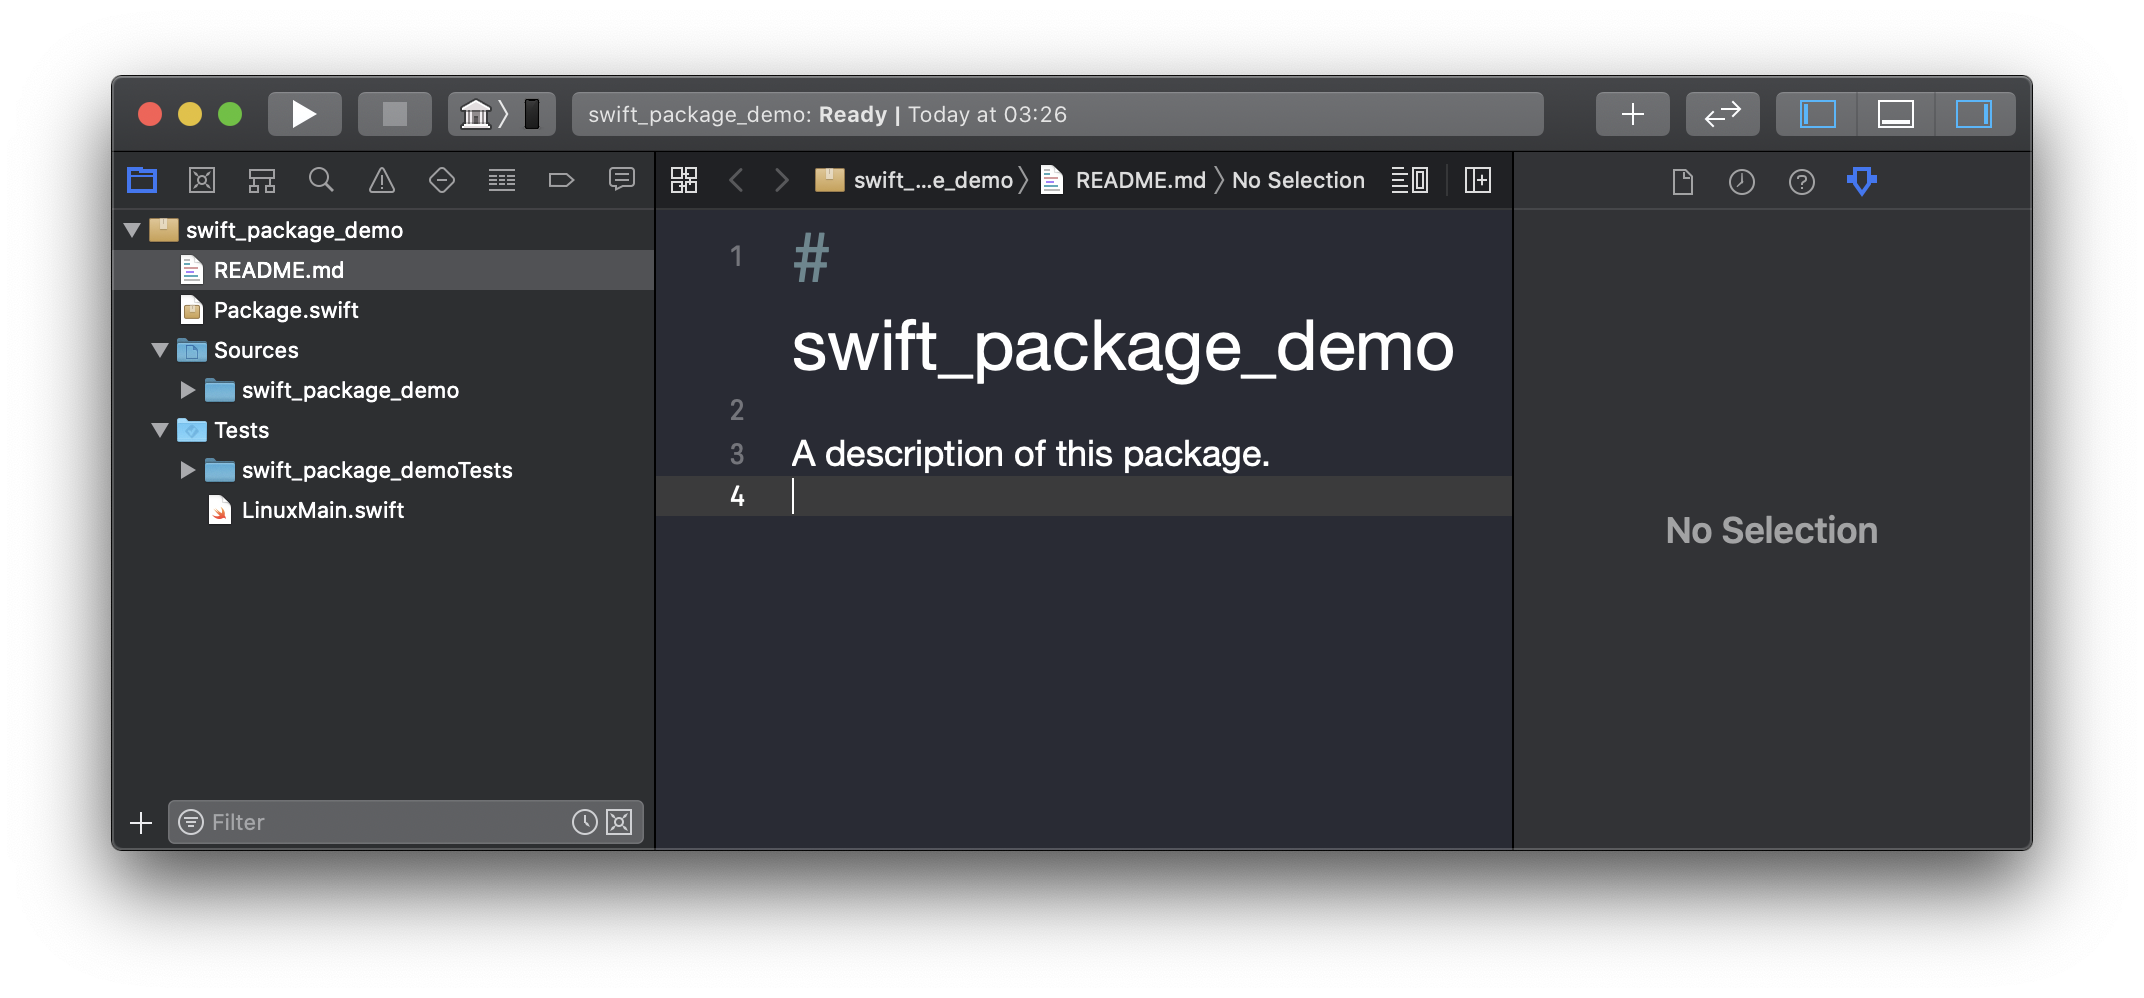 swift_package_demo: Ready | Today at 03:26
swift_...e_demo README.md No Selection
swift_package_demo
README.md
Package.swift
Sources
swift_package_demo
Tests
swift_package_demoTests
LinuxMain.swift
Filter
1 #
swift_package_demo
2
3 A description of this package.
4
No Selection